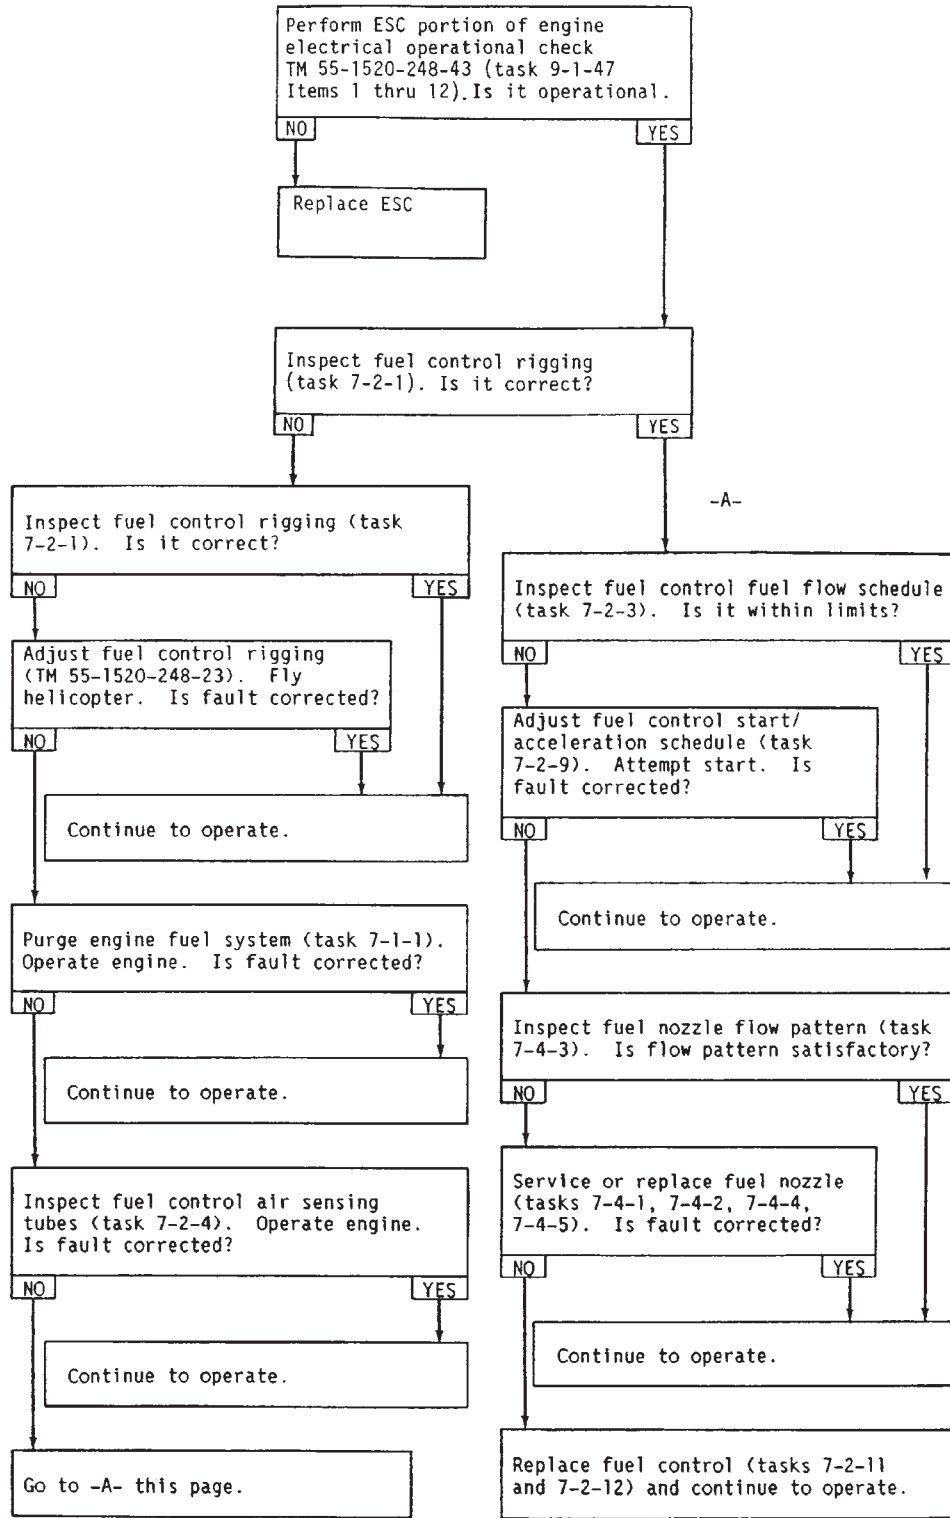 Perform ESC portion of engine
electrical operational check
TM 55-1520-248-43 (task 9-1-47
Items 1 thru 12). Is it operational.
NO
YES
Replace ESC
Inspect fuel control rigging
(task 7-2-1). Is it correct?
NO
YES
Inspect fuel control rigging (task
7-2-1). Is it correct?
NO
YES
Adjust fuel control rigging
(TM 55-1520-248-23). Fly
helicopter. Is fault corrected?
NO
YES
Continue to operate.
Purge engine fuel system (task 7-1-1).
Operate engine. Is fault corrected?
NO
YES
Continue to operate.
Inspect fuel control air sensing
tubes (task 7-2-4). Operate engine.
Is fault corrected?
NO
YES
Continue to operate.
Go to -A- this page.
-A-
Inspect fuel control fuel flow schedule
(task 7-2-3). Is it within limits?
NO
YES
Adjust fuel control start/
acceleration schedule (task
7-2-9). Attempt start. Is
fault corrected?
NO
YES
Continue to operate.
Inspect fuel nozzle flow pattern (task
7-4-3). Is flow pattern satisfactory?
NO
YES
Service or replace fuel nozzle
(tasks 7-4-1, 7-4-2, 7-4-4,
7-4-5). Is fault corrected?
NO
YES
Continue to operate.
Replace fuel control (tasks 7-2-11
and 7-2-12) and continue to operate.